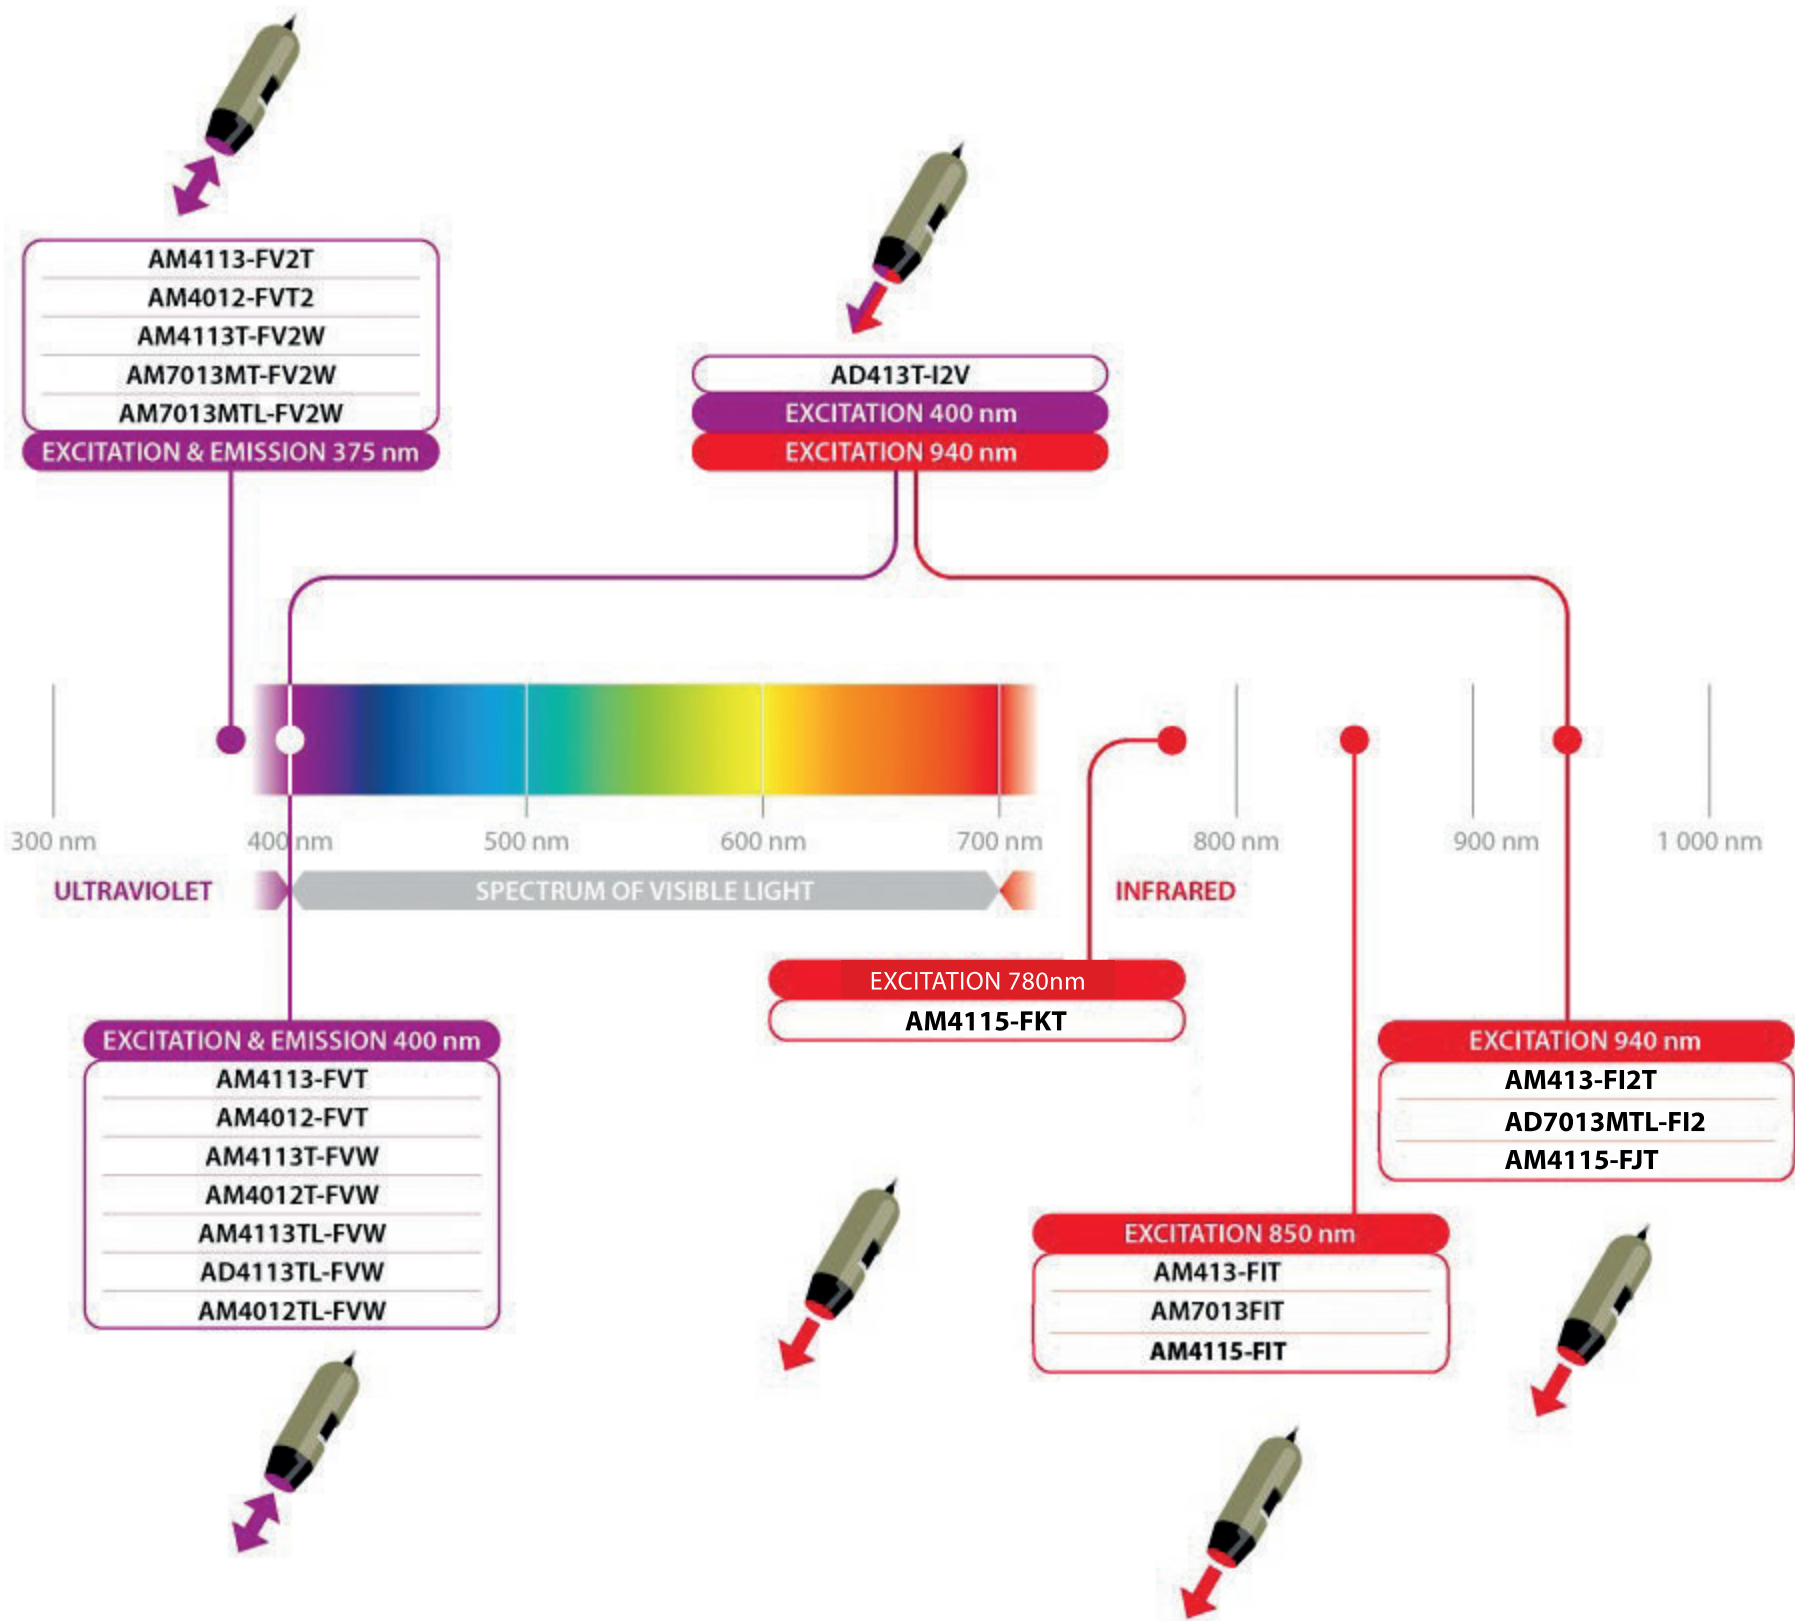 AM4113-FV2T
AM4012-FVT2
AM4113T-FV2W
AM7013MT-FV2W
AM7013MTL-FV2W
EXCITATION & EMISSION 375 nm
AD413T-I2V
EXCITATION 400 nm
EXCITATION 940 nm
300 nm
400 nm
500 nm
600 nm
700 nm
800 nm
900 nm
1 000 nm
ULTRAVIOLET
SPECTRUM OF VISIBLE LIGHT
INFRARED
EXCITATION 780nm
AM4115-FKT
EXCITATION & EMISSION 400 nm
AM4113-FVT
AM4012-FVT
AM4113T-FVW
AM4012T-FVW
AM4113TL-FVW
AD4113TL-FVW
AM4012TL-FVW
EXCITATION 850 nm
AM413-FIT
AM7013FIT
AM4115-FIT
EXCITATION 940 nm
AM413-FI2T
AD7013MTL-FI2
AM4115-FJT